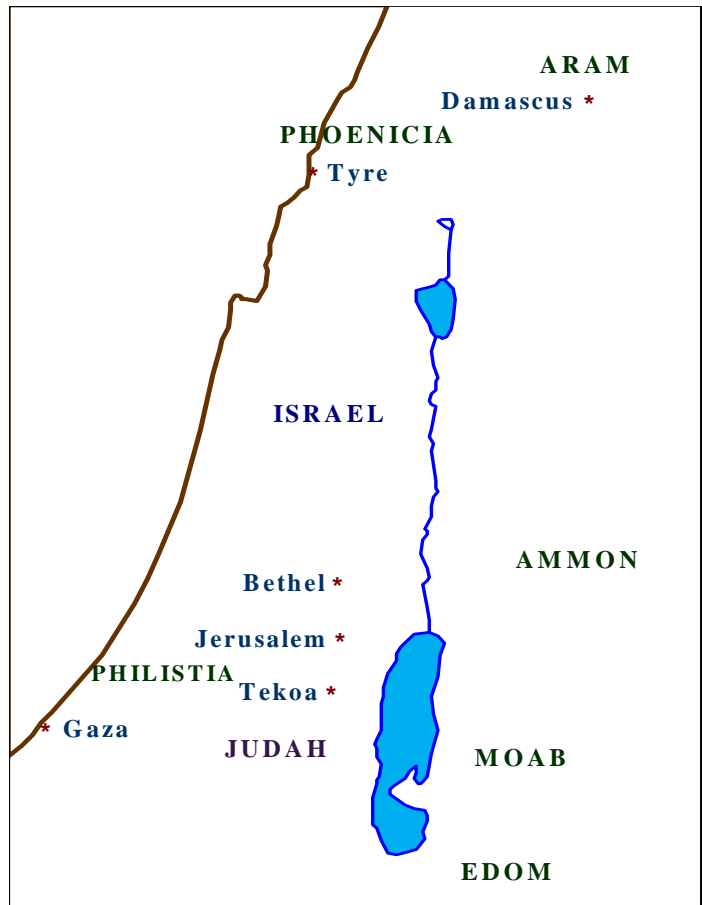 ARAM
Damascus *
PHOENICIA
* Tyre
ISRAEL
AMMON
Bethel *
Jerusalem *
PHILISTIA
Tekoa *
* Gaza
JUDAH
MOAB
EDOM